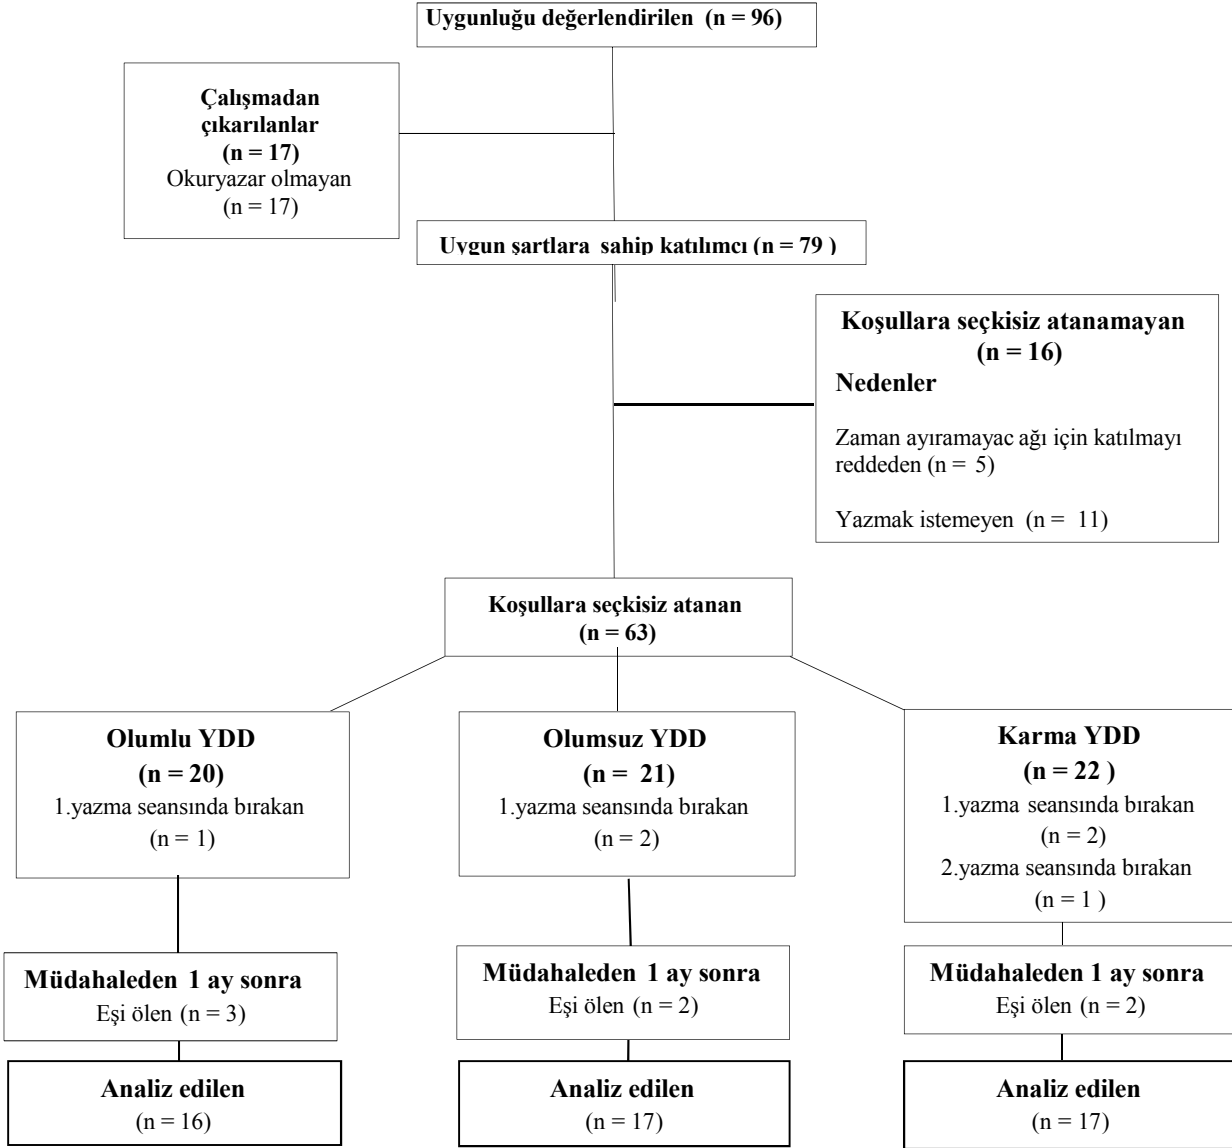 Uygunluğu değerlendirilen (n = 96)
Çalışmadan
çıkarılanlar
(n = 17)
Okuryazar olmayan
(n = 17)
Uygun şartlara sahip katılımcı (n = 79 )
Koşullara seçkisiz atanamayan
(n = 16)
Nedenler
Zaman ayıramayac ağı için katılmayı
reddeden (n = 5)
Yazmak istemeyen (n = 11)
Koşullara seçkisiz atanan
(n = 63)
Olumlu YDD
(n = 20)
1.yazma seansında bırakan
(n = 1)
Olumsuz YDD
(n = 21)
1.yazma seansında bırakan
(n = 2)
Karma YDD
(n = 22 )
1.yazma seansında bırakan
(n = 2)
2.yazma seansında bırakan
(n = 1 )
Müdahaleden 1 ay sonra
Eşi ölen (n = 3)
Müdahaleden 1 ay sonra
Eşi ölen (n = 2)
Müdahaleden 1 ay sonra
Eşi ölen (n = 2)
Analiz edilen
(n = 16)
Analiz edilen
(n = 17)
Analiz edilen
(n = 17)